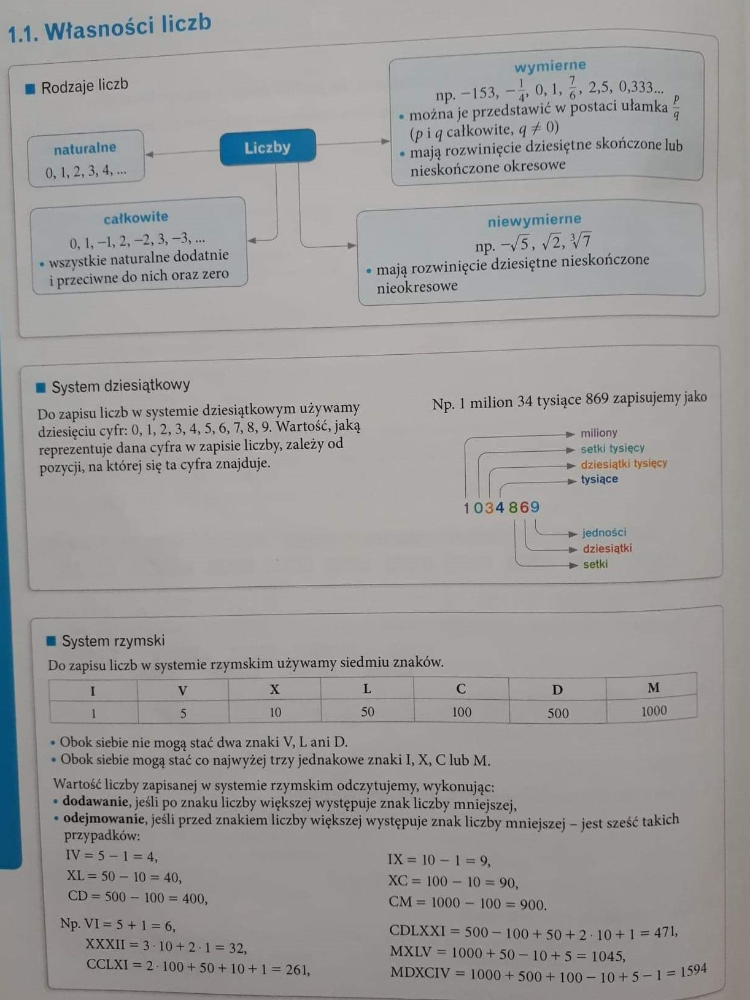 1.1. Własności liczb
Rodzaje liczb
Liczby
naturalne
0, 1, 2, 3, 4, ...
całkowite
0, 1, −1, 2, −2, 3, −3, ...
• wszystkie naturalne dodatnie
i przeciwne do nich oraz zero
wymierne
np. −153, −1/4, 0, 1, 7/6, 2,5, 0,333...
• można je przedstawić w postaci ułamka p/q
(p i q całkowite, q ≠ 0)
• mają rozwinięcie dziesiętne skończone lub
nieskończone okresowe
niewymierne
np. −√5, √2, ∛7
• mają rozwinięcie dziesiętne nieskończone
nieokresowe
System dziesiątkowy
Do zapisu liczb w systemie dziesiątkowym używamy
dziesięciu cyfr: 0, 1, 2, 3, 4, 5, 6, 7, 8, 9. Wartość, jaką
reprezentuje dana cyfra w zapisie liczby, zależy od
pozycji, na której się ta cyfra znajduje.
Np. 1 milion 34 tysiące 869 zapisujemy jako
miliony
setki tysięcy
dziesiątki tysięcy
tysiące
1 034 869
jedności
dziesiątki
setki
System rzymski
Do zapisu liczb w systemie rzymskim używamy siedmiu znaków.
I V X L C D M
1 5 10 50 100 500 1000
• Obok siebie nie mogą stać dwa znaki V, L ani D.
• Obok siebie mogą stać co najwyżej trzy jednakowe znaki I, X, C lub M.
Wartość liczby zapisanej w systemie rzymskim odczytujemy, wykonując:
• dodawanie, jeśli po znaku liczby większej występuje znak liczby mniejszej,
• odejmowanie, jeśli przed znakiem liczby większej występuje znak liczby mniejszej – jest sześć takich
przypadków:
IV = 5 − 1 = 4,
XL = 50 − 10 = 40,
CD = 500 − 100 = 400,
IX = 10 − 1 = 9,
XC = 100 − 10 = 90,
CM = 1000 − 100 = 900.
Np. VI = 5 + 1 = 6,
XXXII = 3 · 10 + 2 · 1 = 32,
CCLXI = 2 · 100 + 50 + 10 + 1 = 261,
CDLXXI = 500 − 100 + 50 + 2 · 10 + 1 = 471,
MXLV = 1000 + 50 − 10 + 5 = 1045,
MDXCIV = 1000 + 500 + 100 − 10 + 5 − 1 = 1594